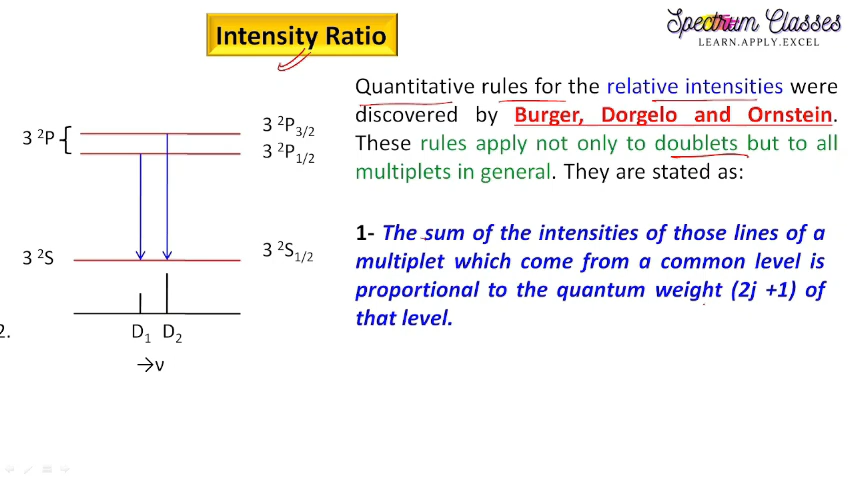 Intensity Ratio
Spectrum Classes
LEARN.APPLY.EXCEL
Quantitative rules for the relative intensities were
discovered by Burger, Dorgelo and Ornstein.
These rules apply not only to doublets but to all
multiplets in general. They are stated as:
1- The sum of the intensities of those lines of a
multiplet which come from a common level is
proportional to the quantum weight (2j +1) of
that level.
3 ²P
3 ²P₃/₂
3 ²P₁/₂
3 ²S
3 ²S₁/₂
2.
D₁ D₂
→ν